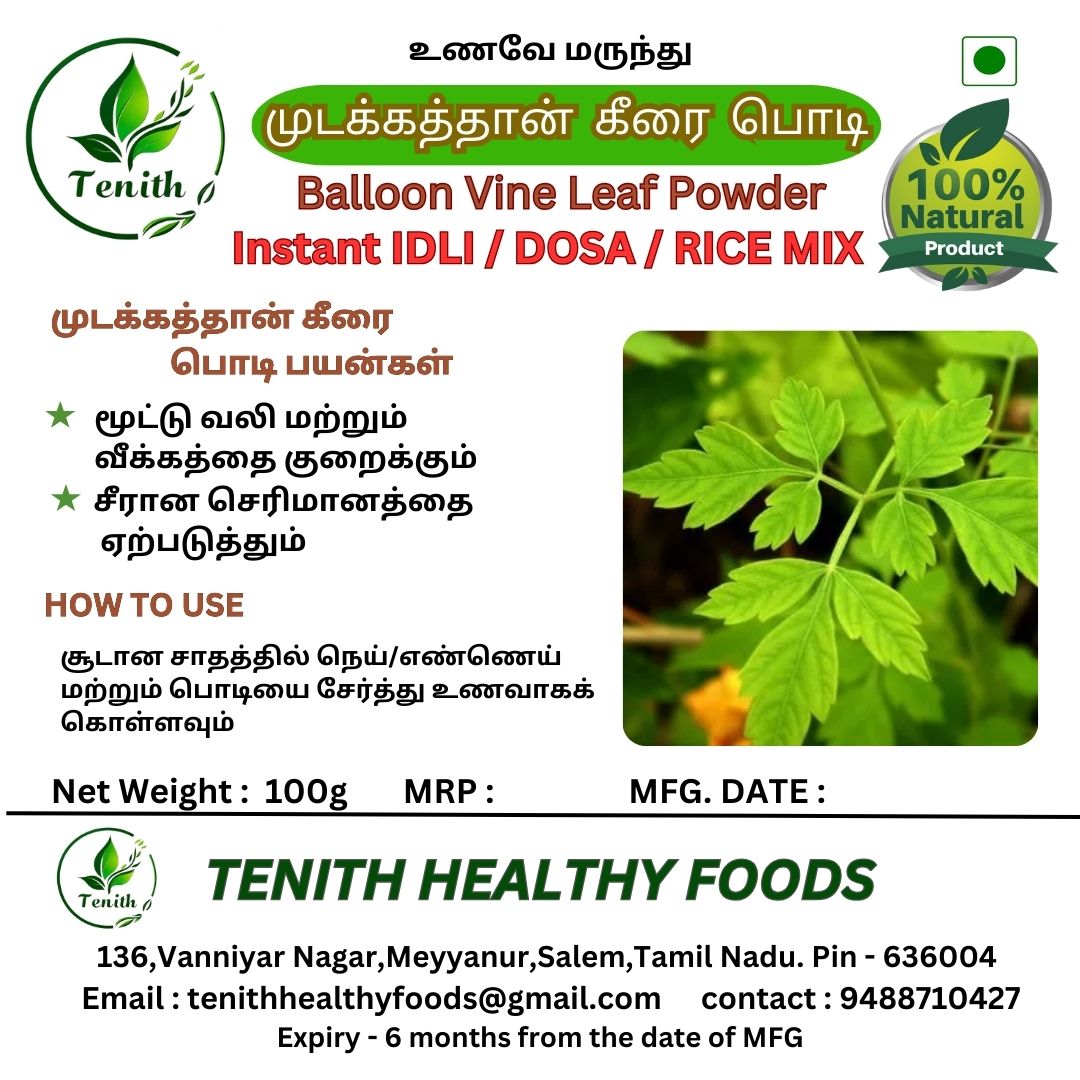 உணவே மருந்து
முடக்கத்தான் கீரை பொடி
Tenith
Balloon Vine Leaf Powder
Instant IDLI / DOSA / RICE MIX
100%
Natural
Product
முடக்கத்தான் கீரை
பொடி பயன்கள்
மூட்டு வலி மற்றும்
வீக்கத்தை குறைக்கும்
சீரான செரிமானத்தை
ஏற்படுத்தும்
HOW TO USE
சூடான சாதத்தில் நெய்/எண்ணெய்
மற்றும் பொடியை சேர்த்து உணவாகக்
கொள்ளவும்
Net Weight : 100g MRP : MFG. DATE :
Tenith
TENITH HEALTHY FOODS
136,Vanniyar Nagar,Meyyanur,Salem,Tamil Nadu. Pin - 636004
Email : tenithhealthyfoods@gmail.com contact : 9488710427
Expiry - 6 months from the date of MFG